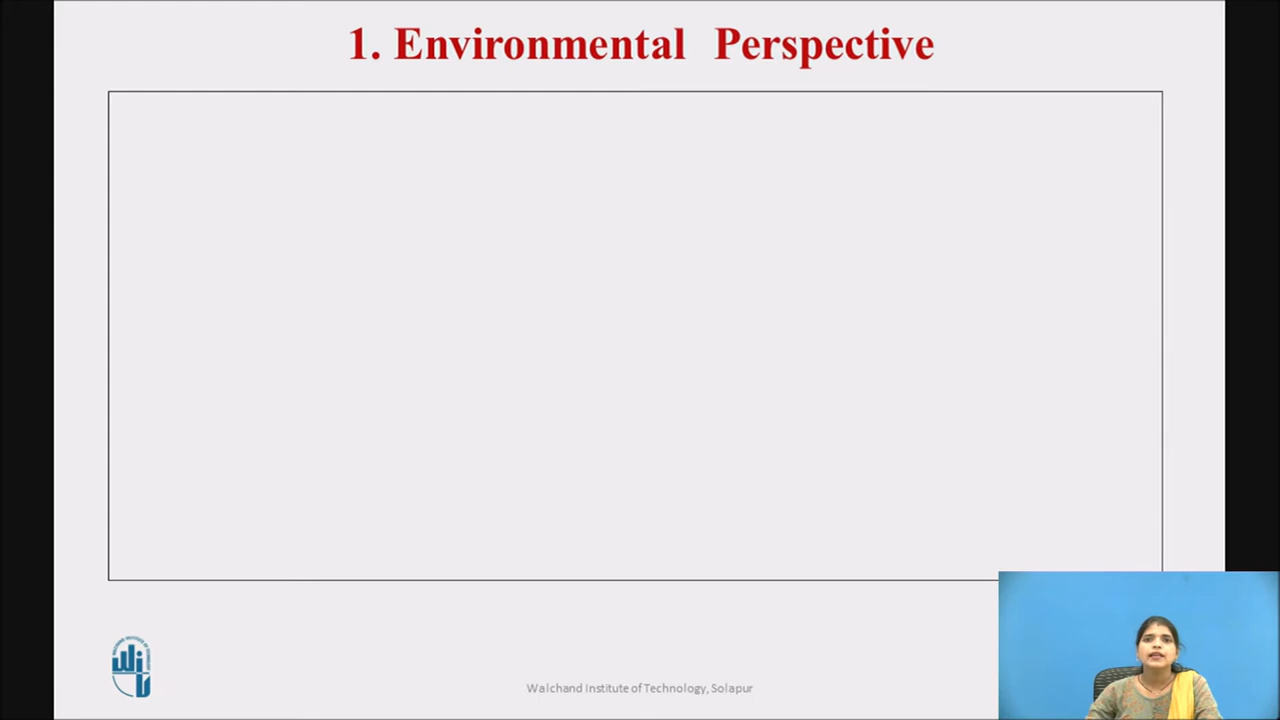 1. Environmental Perspective
Walchand Institute of Technology, Solapur